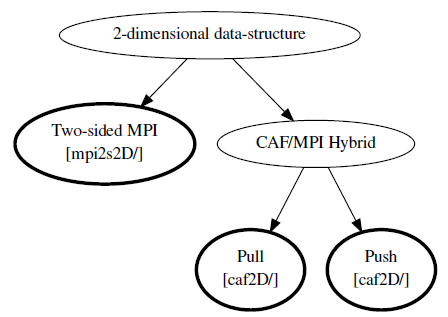 2-dimensional data-structure
Two-sided MPI
[mpi2s2D/]
CAF/MPI Hybrid
Pull
[caf2D/]
Push
[caf2D/]